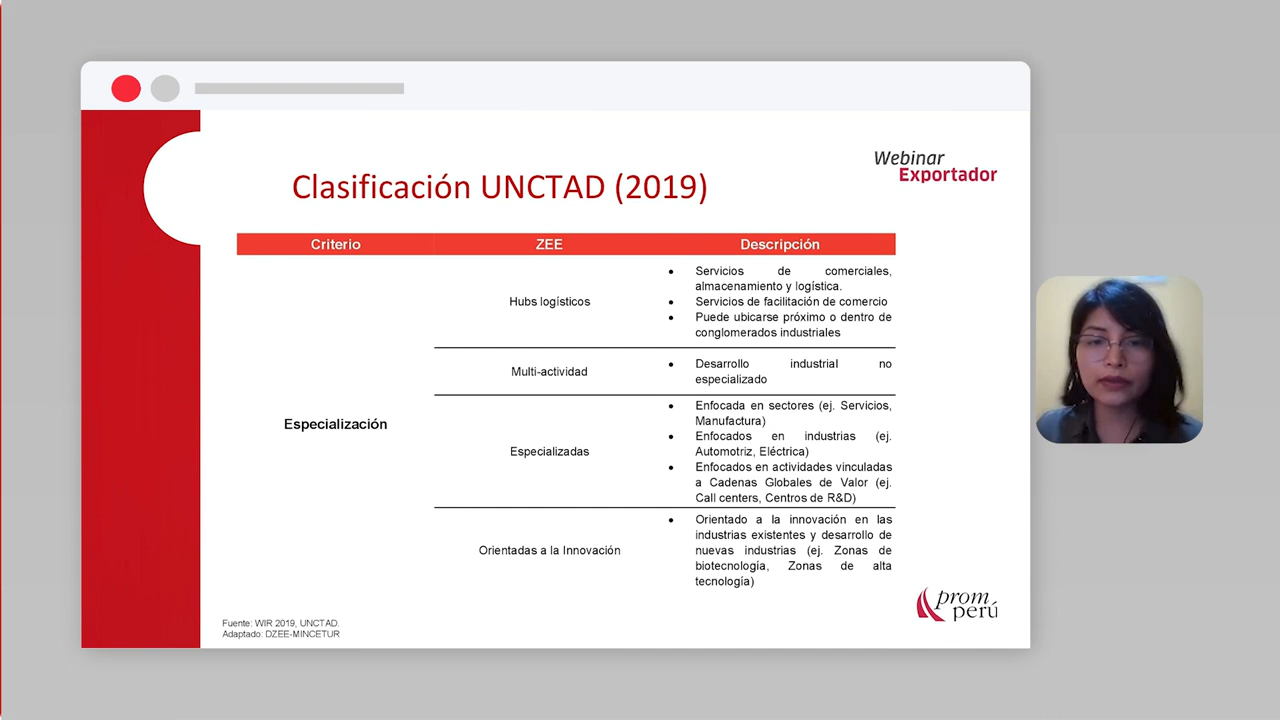 Webinar
Exportador
Clasificación UNCTAD (2019)
Criterio ZEE Descripción
Especialización
Hubs logísticos
• Servicios de comerciales,
almacenamiento y logística.
• Servicios de facilitación de comercio
• Puede ubicarse próximo o dentro de
conglomerados industriales
Multi-actividad
• Desarrollo industrial no
especializado
Especializadas
• Enfocada en sectores (ej. Servicios,
Manufactura)
• Enfocados en industrias (ej.
Automotriz, Eléctrica)
• Enfocados en actividades vinculadas
a Cadenas Globales de Valor (ej.
Call centers, Centros de R&D)
Orientadas a la Innovación
• Orientado a la innovación en las
industrias existentes y desarrollo de
nuevas industrias (ej. Zonas de
biotecnología, Zonas de alta
tecnología)
Fuente: WIR 2019, UNCTAD.
Adaptado: DZEE-MINCETUR
prom
perú